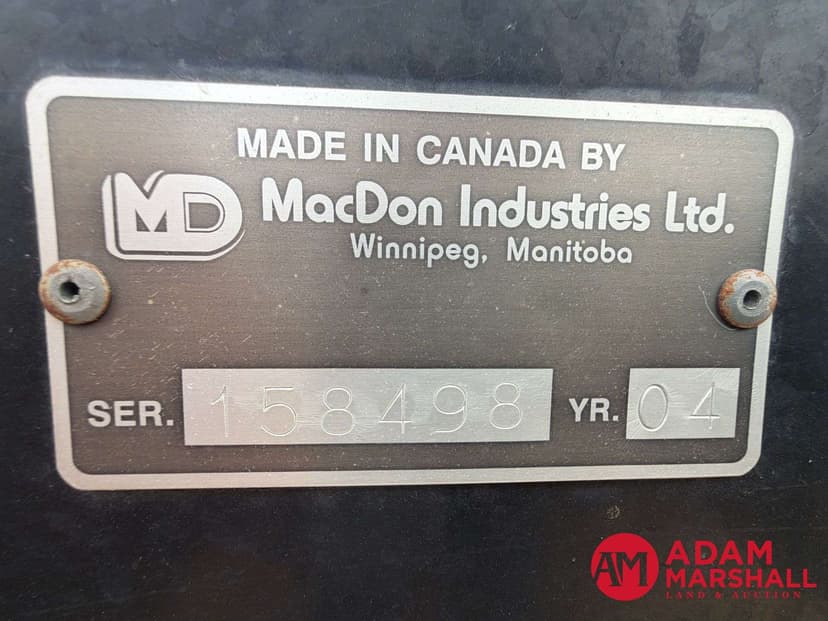 MADE IN CANADA BY
MD MacDon Industries Ltd.
Winnipeg, Manitoba
SER. 158498 YR. 04
AM ADAM
MARSHALL
LAND & AUCTION